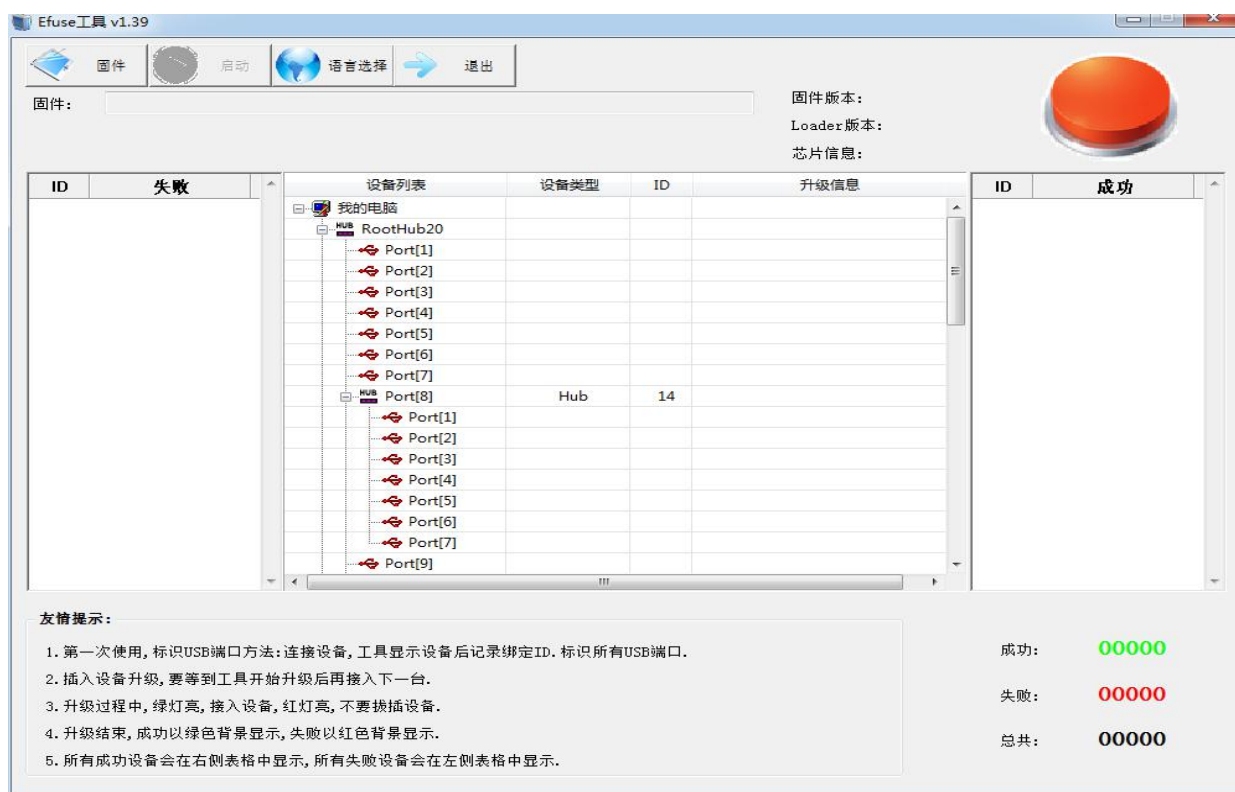 Efuse工具 v1.39
固件 启动 语言选择 退出
固件: 固件版本:
Loader版本:
芯片信息:
ID 失败 设备列表 设备类型 ID 升级信息 ID 成功
我的电脑
HUB RootHub20
Port[1]
Port[2]
Port[3]
Port[4]
Port[5]
Port[6]
Port[7]
HUB Port[8] Hub 14
Port[1]
Port[2]
Port[3]
Port[4]
Port[5]
Port[6]
Port[7]
Port[9]
友情提示:
1.第一次使用,标识USB端口方法:连接设备,工具显示设备后记录绑定ID.标识所有USB端口.
2.插入设备升级,要等到工具开始升级后再接入下一台.
3.升级过程中,绿灯亮,接入设备,红灯亮,不要拔插设备.
4.升级结束,成功以绿色背景显示,失败以红色背景显示.
5.所有成功设备会在右侧表格中显示,所有失败设备会在左侧表格中显示.
成功: 00000
失败: 00000
总共: 00000